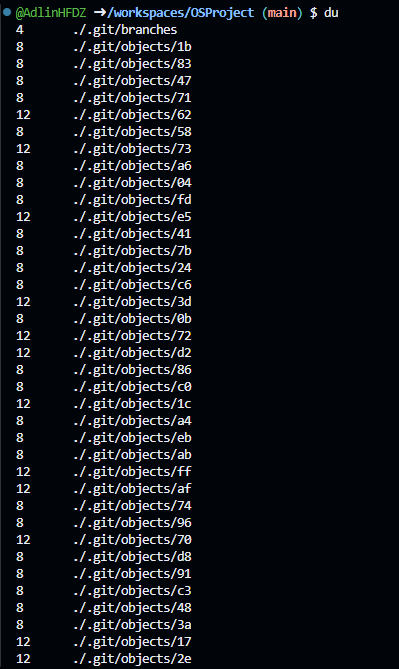 @AdlinHFDZ ➜/workspaces/OSProject (main) $ du
4 ./.git/branches
8 ./.git/objects/1b
8 ./.git/objects/83
8 ./.git/objects/47
8 ./.git/objects/71
12 ./.git/objects/62
8 ./.git/objects/58
12 ./.git/objects/73
8 ./.git/objects/a6
8 ./.git/objects/04
8 ./.git/objects/fd
12 ./.git/objects/e5
8 ./.git/objects/41
8 ./.git/objects/7b
8 ./.git/objects/24
8 ./.git/objects/c6
12 ./.git/objects/3d
8 ./.git/objects/0b
12 ./.git/objects/72
12 ./.git/objects/d2
8 ./.git/objects/86
8 ./.git/objects/c0
12 ./.git/objects/1c
8 ./.git/objects/a4
8 ./.git/objects/eb
8 ./.git/objects/ab
12 ./.git/objects/ff
12 ./.git/objects/af
8 ./.git/objects/74
8 ./.git/objects/96
12 ./.git/objects/70
8 ./.git/objects/d8
8 ./.git/objects/91
8 ./.git/objects/c3
8 ./.git/objects/48
8 ./.git/objects/3a
12 ./.git/objects/17
12 ./.git/objects/2e